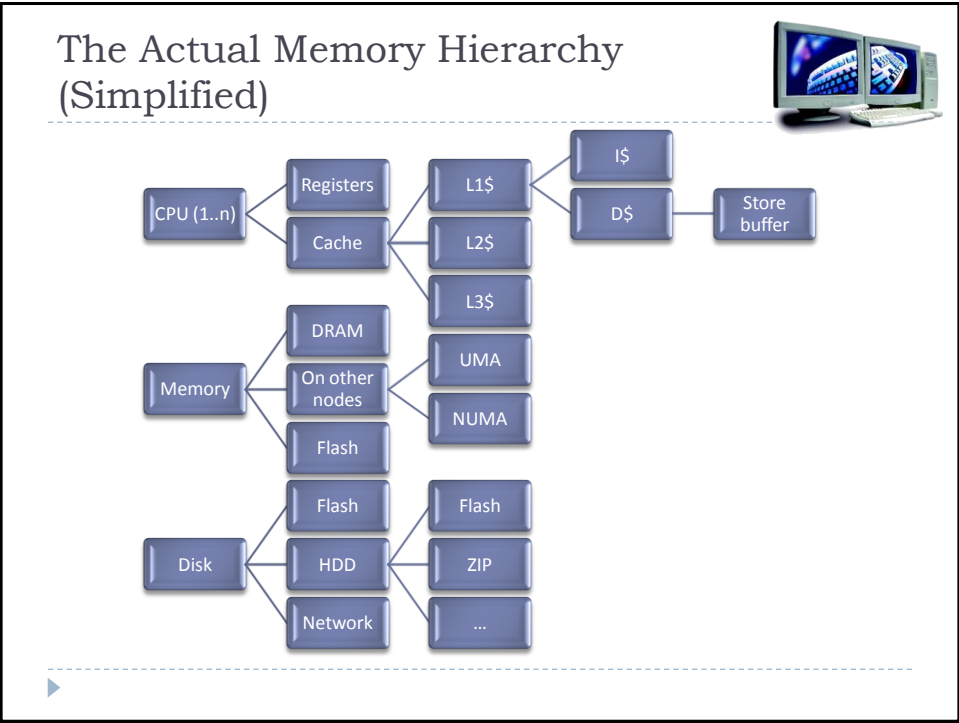 The Actual Memory Hierarchy
(Simplified)
CPU (1..n)
Registers
Cache
L1$
L2$
L3$
I$
D$
Store
buffer
Memory
DRAM
On other
nodes
Flash
UMA
NUMA
Disk
Flash
HDD
Network
Flash
ZIP
...